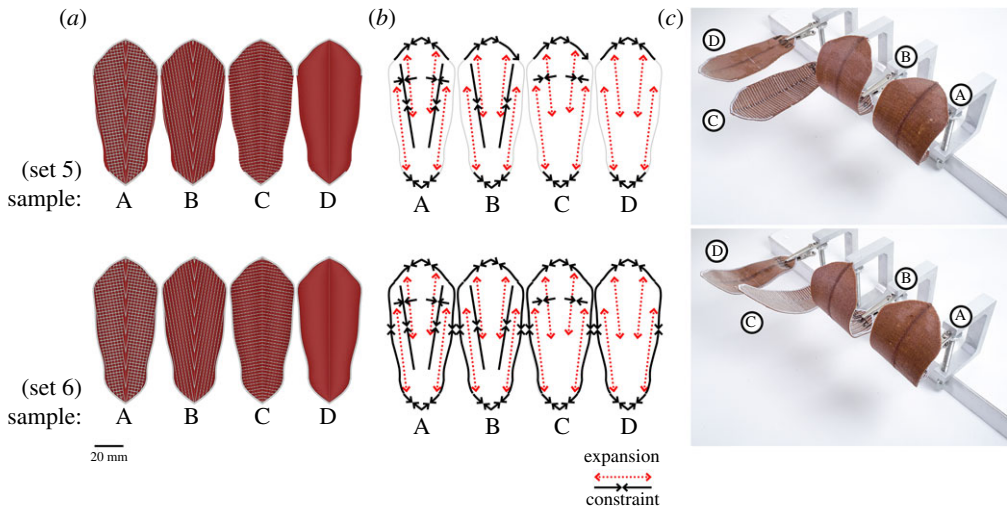 (a) (b) (c)
(set 5)
sample: A B C D
A B C D
D B A C
(set 6)
sample: A B C D
A B C D
D B A C
20 mm
expansion
constraint